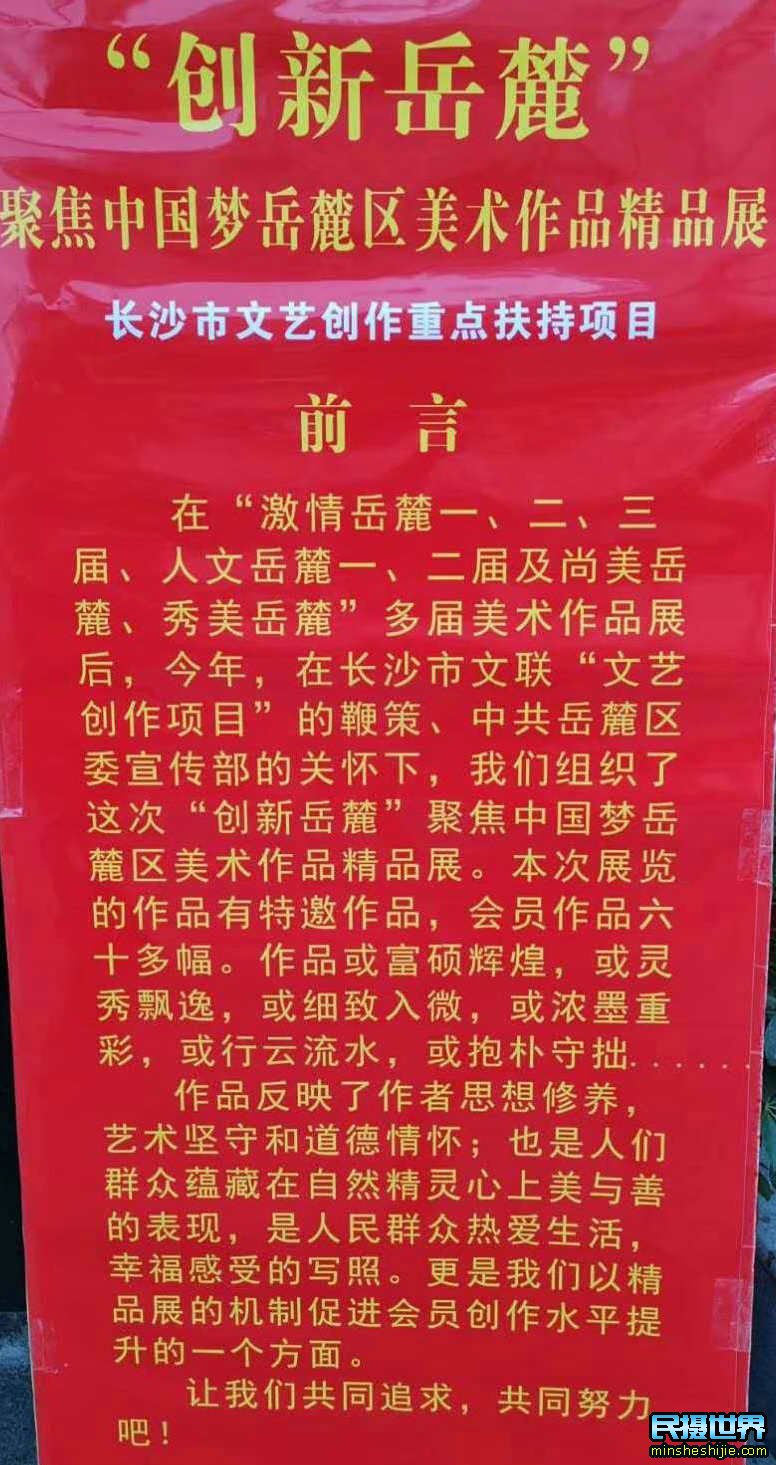 “创新岳麓”
聚焦中国梦岳麓区美术作品精品展
长沙市文艺创作重点扶持项目
前 言
在“激情岳麓一、二、三
届、人文岳麓一、二届及尚美岳
麓、秀美岳麓”多届美术作品展
后，今年，在长沙市文联“文艺
创作项目”的鞭策、中共岳麓区
委宣传部的关怀下，我们组织了
这次“创新岳麓”聚焦中国梦岳
麓区美术作品精品展。本次展览
的作品有特邀作品，会员作品六
十多幅。作品或富硕辉煌，或灵
秀飘逸，或细致入微，或浓墨重
彩，或行云流水，或抱朴守拙......
作品反映了作者思想修养，
艺术坚守和道德情怀；也是人们
群众蕴藏在自然精灵心上美与善
的表现，是人民群众热爱生活，
幸福感受的写照。更是我们以精
品展的机制促进会员创作水平提
升的一个方面。
让我们共同追求，共同努力
吧！
民摄世界
minsheshijie.com